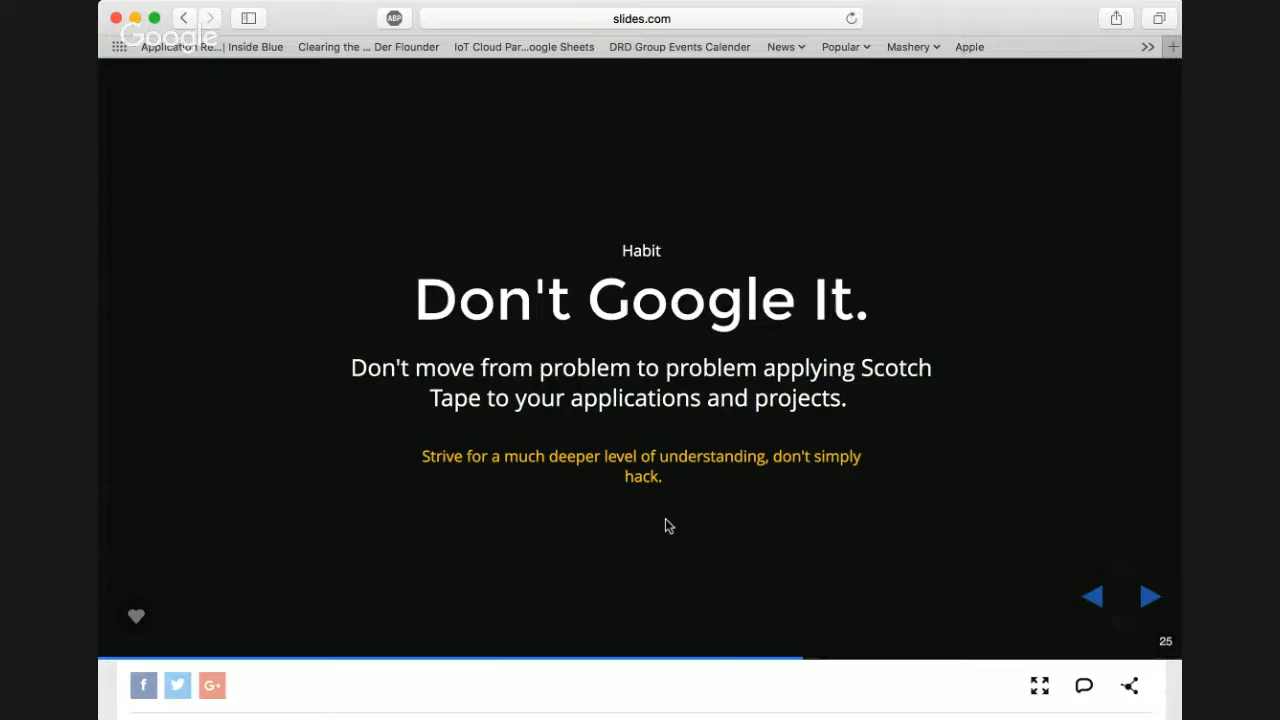 slides.com
ABP
Google
Application Re...| Inside Blue
Clearing the ... Der Flounder
IoT Cloud Par...oogle Sheets
DRD Group Events Calender
News
Popular
Mashery
Apple
Habit
Don't Google It.
Don't move from problem to problem applying Scotch
Tape to your applications and projects.
Strive for a much deeper level of understanding, don't simply
hack.
25
f
G+